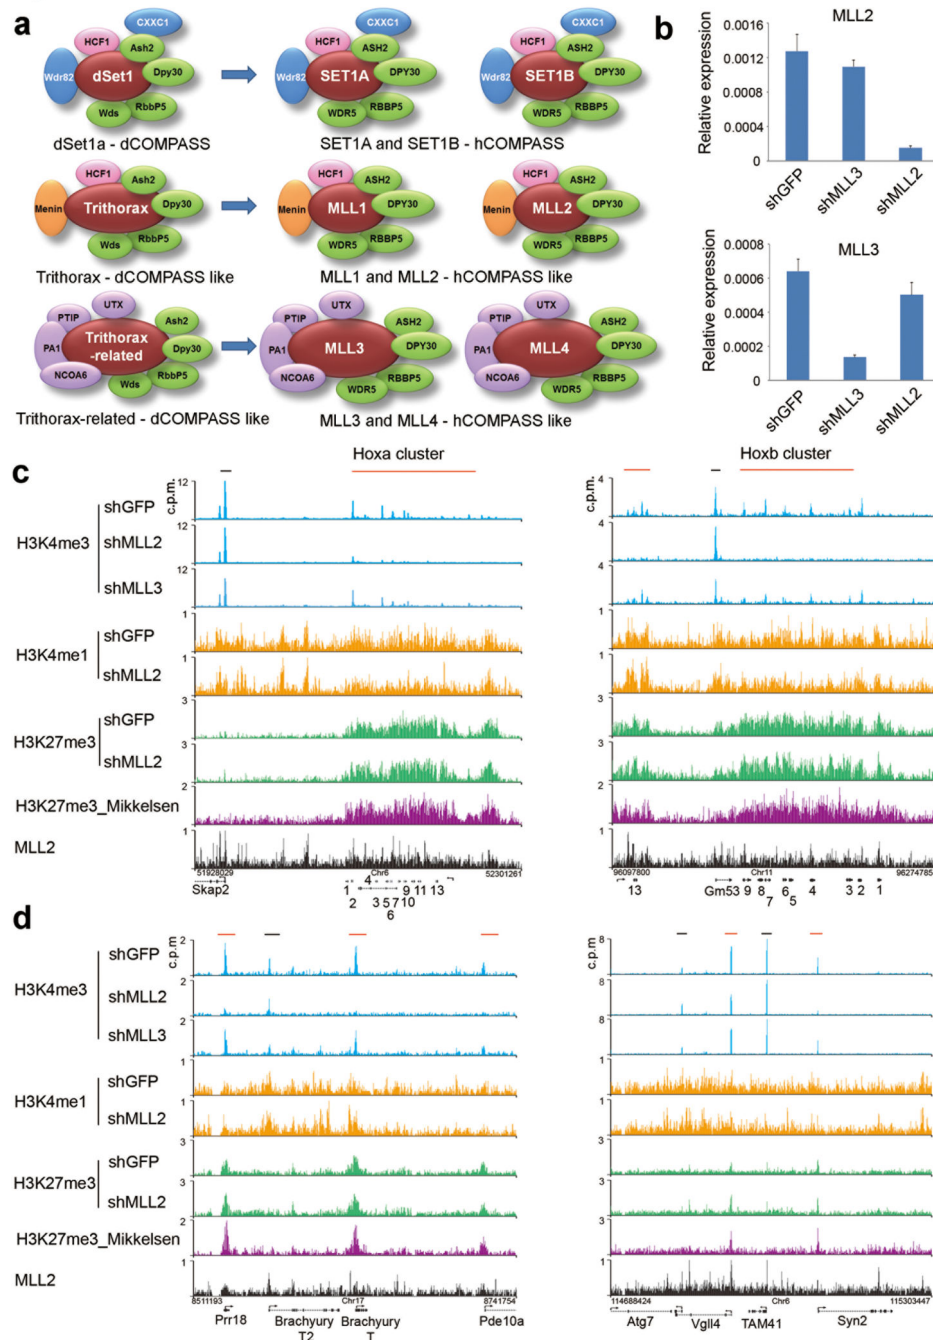 a
CXXC1
HCF1
Ash2
Wdr82
dSet1
Dpy30
Wds
RbbP5
CXXC1
HCF1
ASH2
Wdr82
SET1A
DPY30
WDR5
RBBP5
CXXC1
HCF1
ASH2
Wdr82
SET1B
DPY30
WDR5
RBBP5
dSet1a - dCOMPASS
SET1A and SET1B - hCOMPASS
HCF1
Ash2
Menin
Trithorax
Dpy30
Wds
RbbP5
HCF1
ASH2
Menin
MLL1
DPY30
WDR5
RBBP5
HCF1
ASH2
Menin
MLL2
DPY30
WDR5
RBBP5
Trithorax - dCOMPASS like
MLL1 and MLL2 - hCOMPASS like
UTX
PTIP
Ash2
PA1
Trithorax
-related
Dpy30
NCOA6
Wds
RbbP5
UTX
PTIP
ASH2
PA1
MLL3
DPY30
NCOA6
WDR5
RBBP5
UTX
PTIP
ASH2
PA1
MLL4
DPY30
NCOA6
WDR5
RBBP5
Trithorax-related - dCOMPASS like
MLL3 and MLL4 - hCOMPASS like
b
MLL2
Relative expression
0.0016
0.0012
0.0008
0.0004
0
shGFP
shMLL3
shMLL2
MLL3
Relative expression
0.0008
0.0006
0.0004
0.0002
0
shGFP
shMLL3
shMLL2
c
Hoxa cluster
Hoxb cluster
c.p.m.
c.p.m.
H3K4me3
shGFP
12
4
shMLL2
12
4
shMLL3
12
4
H3K4me1
shGFP
1
1
shMLL2
1
1
H3K27me3
shGFP
3
3
shMLL2
3
3
H3K27me3_Mikkelsen
2
2
MLL2
1
1
51928029
Chr6
52301261
Skap2
4
9 11 13
1
3 5 7 10
2
6
96097800
Chr11
96274785
13
Gm53
9
8
6
4
3
2
1
7
5
d
c.p.m
c.p.m.
H3K4me3
shGFP
2
8
shMLL2
2
8
shMLL3
2
8
H3K4me1
shGFP
1
1
shMLL2
1
1
H3K27me3
shGFP
3
3
shMLL2
3
3
H3K27me3_Mikkelsen
2
3
MLL2
1
1
8511193
Chr17
8741754
Prr18
Brachyury
T2
Brachyury
T
Pde10a
114688424
Chr6
115303447
Atg7
Vgll4
TAM41
Syn2